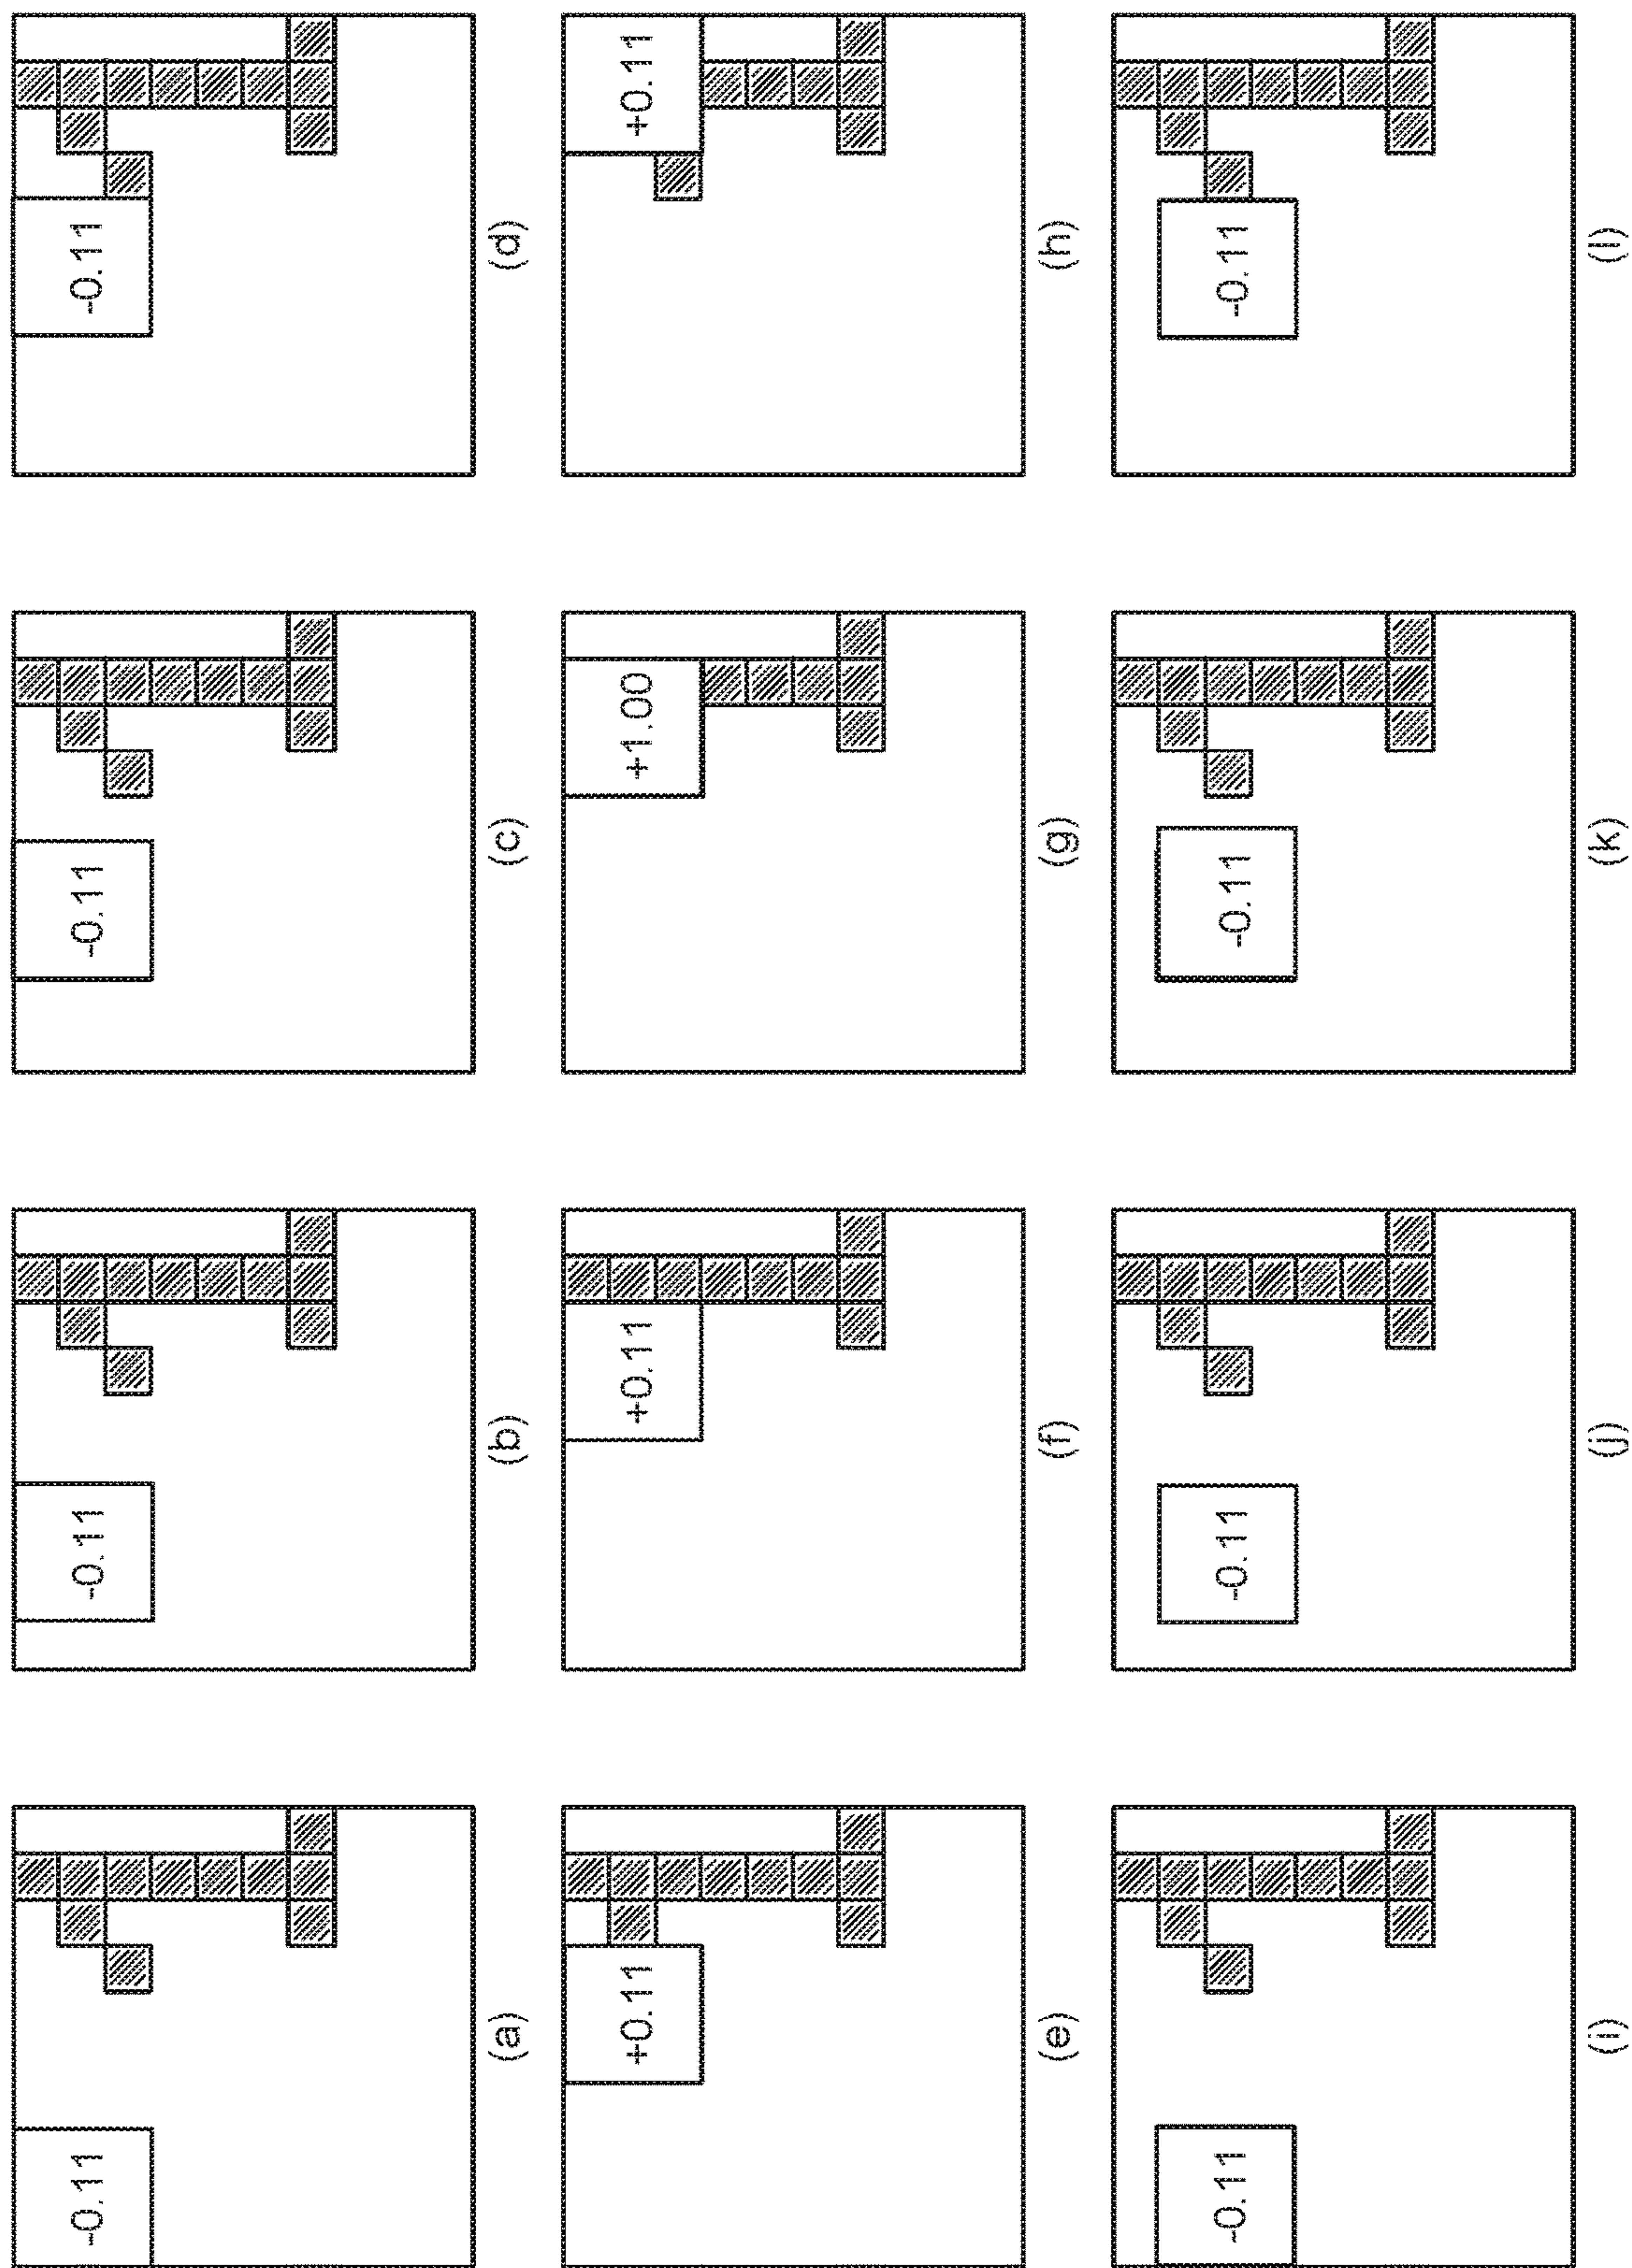 -0.11 -0.11 -0.11 -0.11
(a) (b) (c) (d)
+0.11 +0.11 +1.00 +0.11
(e) (f) (g) (h)
-0.11 -0.11 -0.11 -0.11
(i) (j) (k) (l)